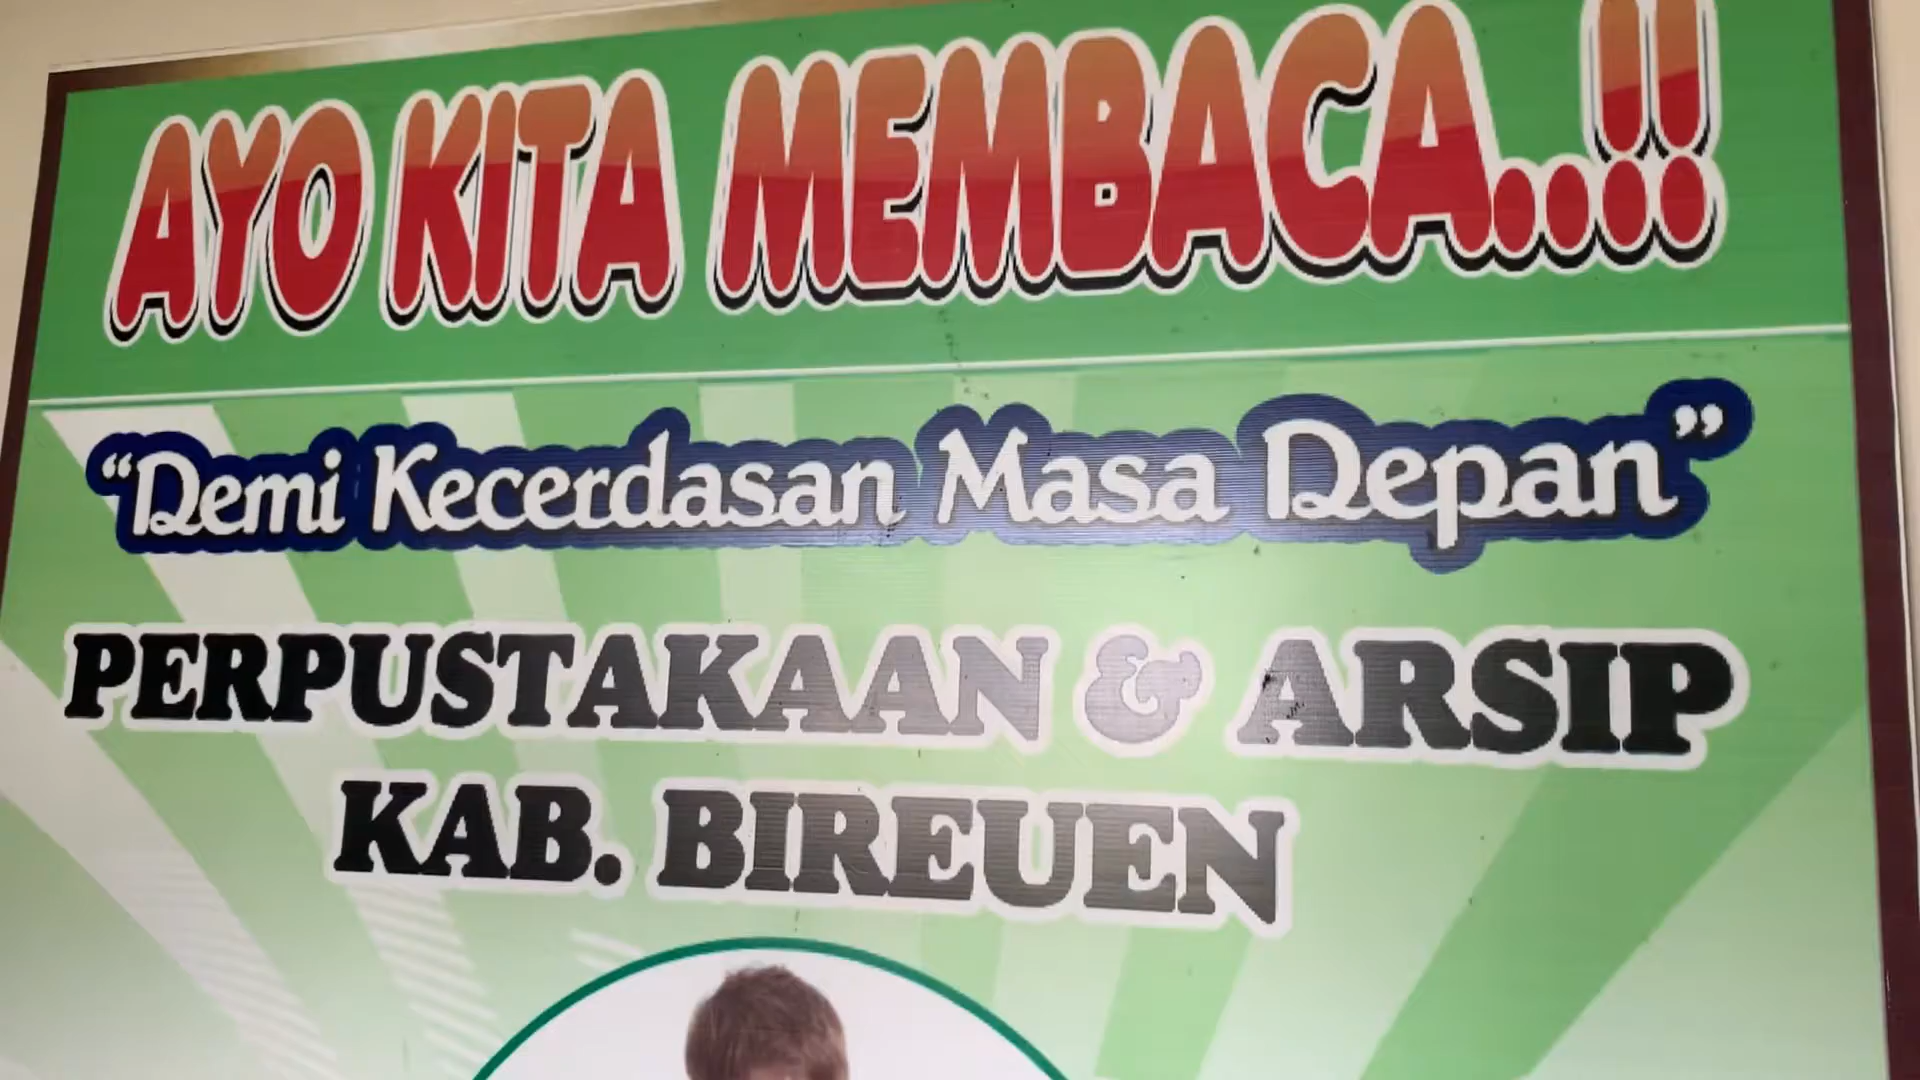 AYO KITA MEMBACA..!!
“Demi Kecerdasan Masa Depan”
PERPUSTAKAAN & ARSIP
KAB. BIREUEN